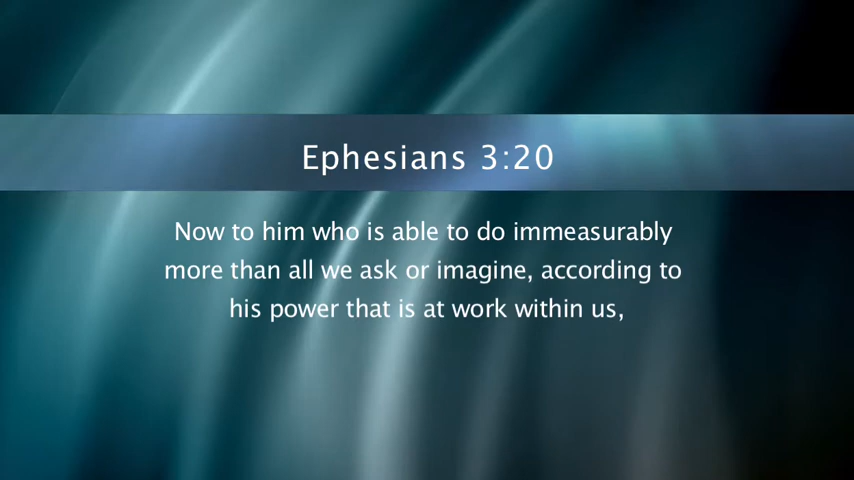 Ephesians 3:20
Now to him who is able to do immeasurably
more than all we ask or imagine, according to
his power that is at work within us,